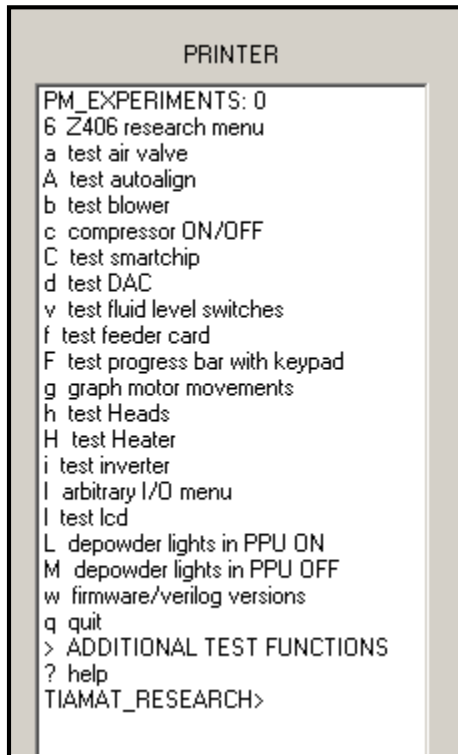 PRINTER
PM_EXPERIMENTS: 0
6 Z406 research menu
a test air valve
A test autoalign
b test blower
c compressor ON/OFF
C test smartchip
d test DAC
v test fluid level switches
f test feeder card
F test progress bar with keypad
g graph motor movements
h test Heads
H test Heater
i test inverter
I arbitrary I/O menu
l test lcd
L depowder lights in PPU ON
M depowder lights in PPU OFF
w firmware/verilog versions
q quit
> ADDITIONAL TEST FUNCTIONS
? help
TIAMAT_RESEARCH>